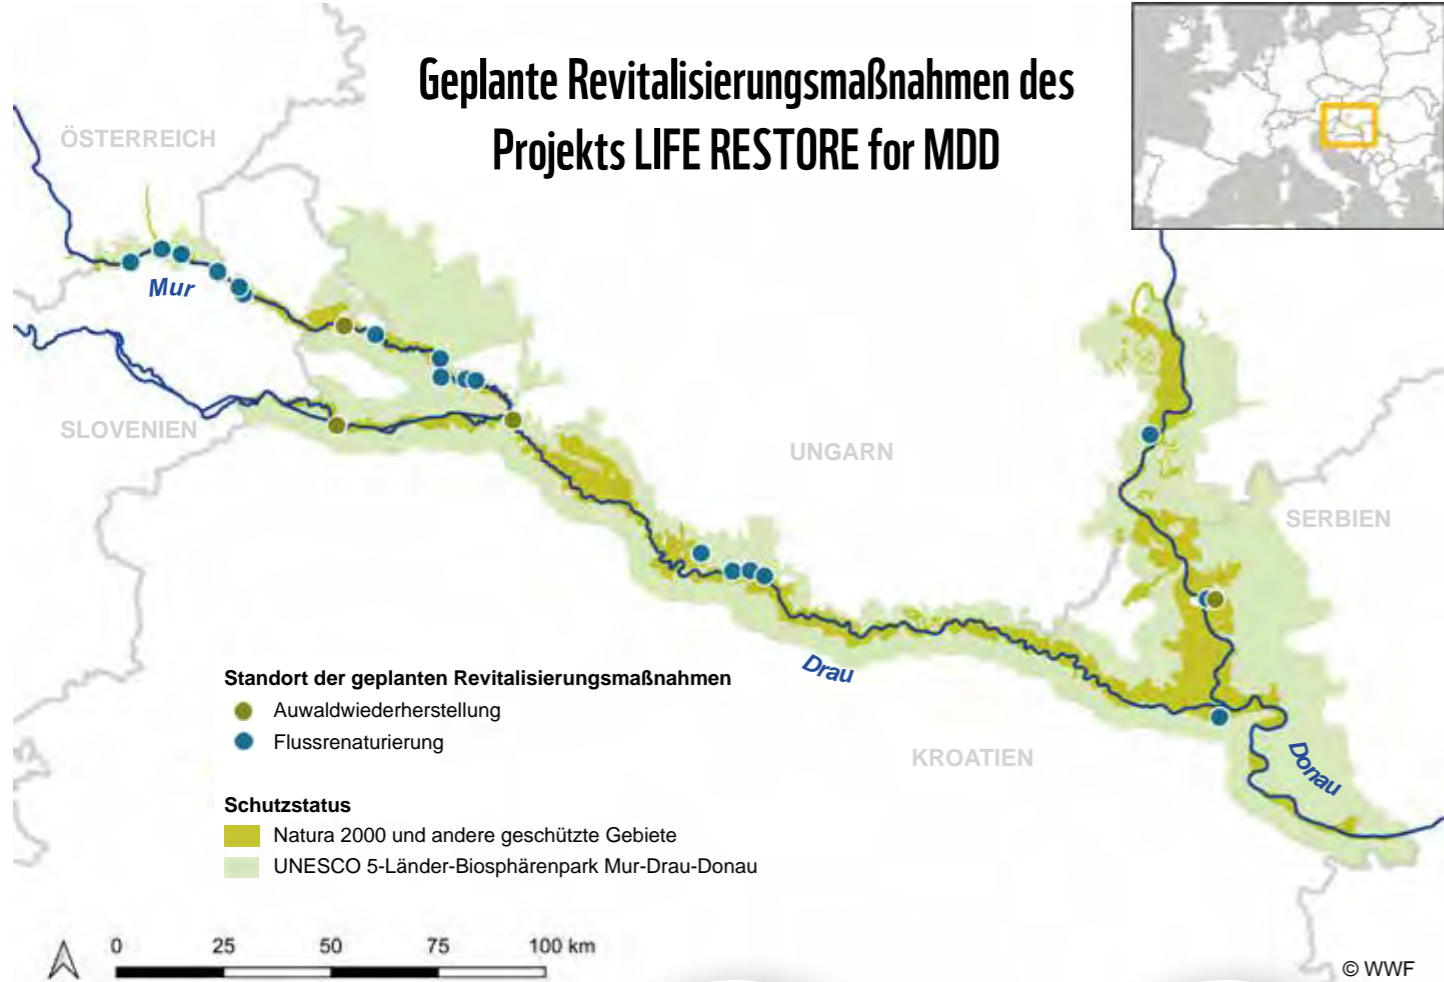 Geplante Revitalisierungsmaßnahmen des
Projekts LIFE RESTORE for MDD
ÖSTERREICH
Mur
SLOVENIEN
UNGARN
SERBIEN
Drau
KROATIEN
Donau
Standort der geplanten Revitalisierungsmaßnahmen
Auwaldwiederherstellung
Flussrenaturierung
Schutzstatus
Natura 2000 und andere geschützte Gebiete
UNESCO 5-Länder-Biosphärenpark Mur-Drau-Donau
0 25 50 75 100 km
© WWF